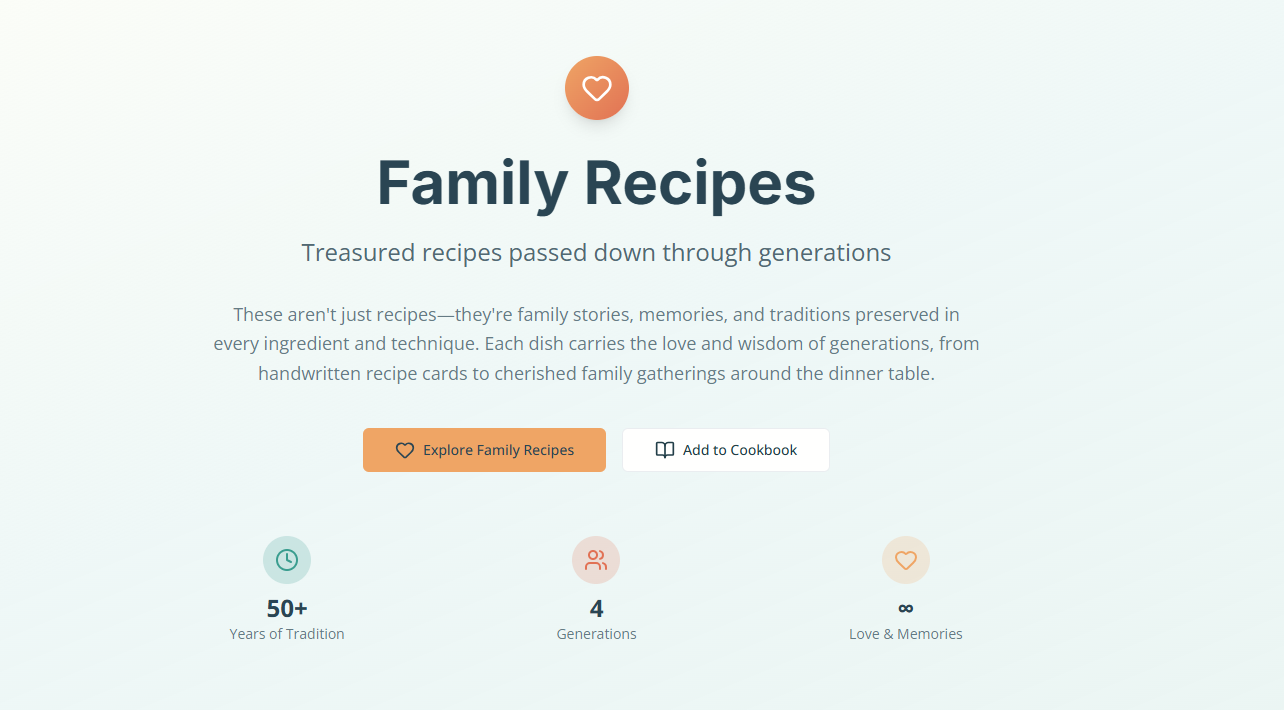 Family Recipes
Treasured recipes passed down through generations
These aren't just recipes—they're family stories, memories, and traditions preserved in
every ingredient and technique. Each dish carries the love and wisdom of generations, from
handwritten recipe cards to cherished family gatherings around the dinner table.
Explore Family Recipes
Add to Cookbook
50+
Years of Tradition
4
Generations
∞
Love & Memories